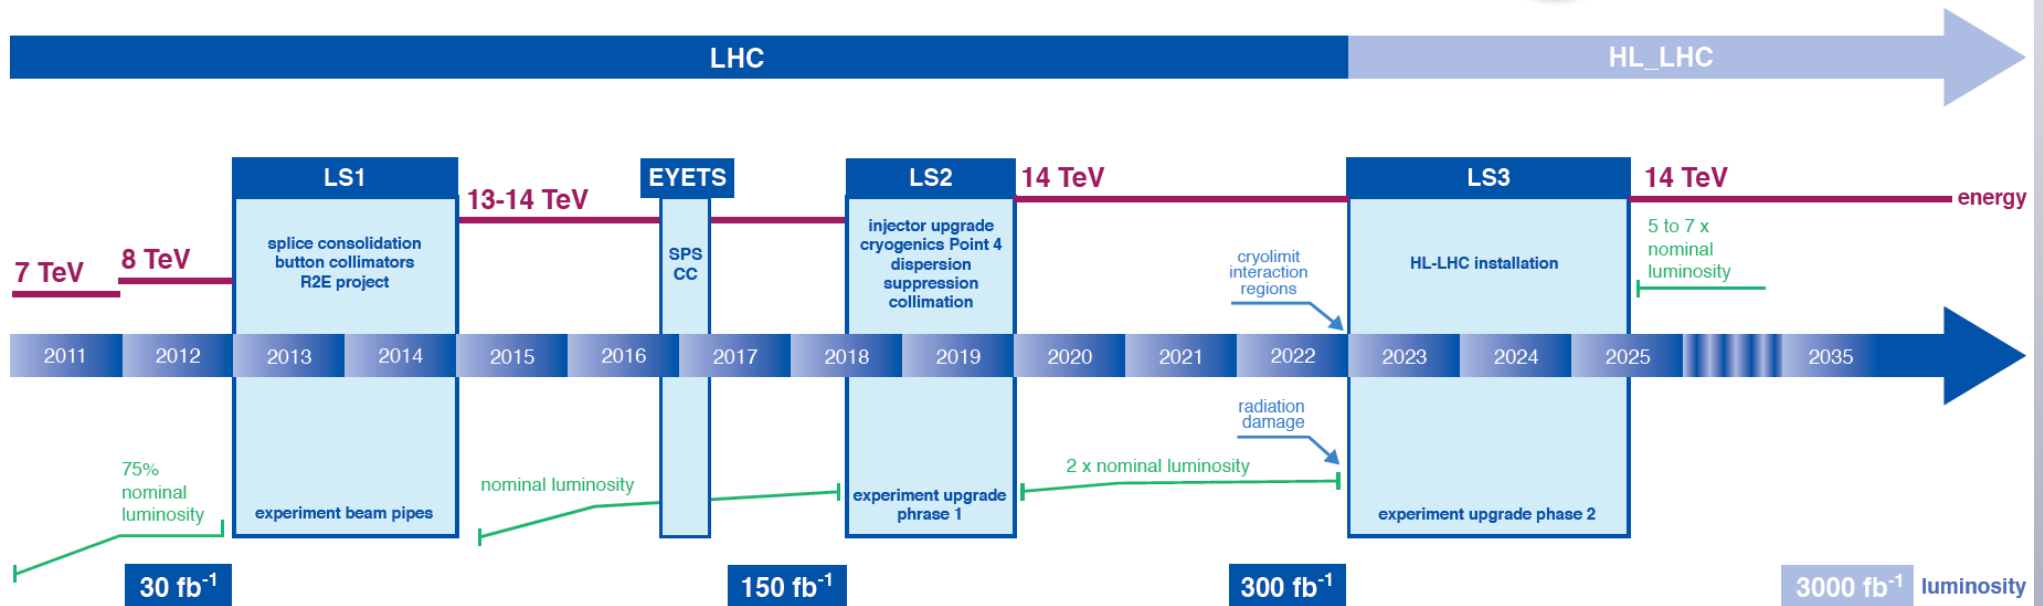 LHC
HL_LHC
LS1
EYETS
LS2
14 TeV
LS3
14 TeV
13-14 TeV
energy
7 TeV
8 TeV
splice consolidation
button collimators
R2E project
SPS
CC
injector upgrade
cryogenics Point 4
dispersion
suppression
collimation
cryolimit
interaction
regions
HL-LHC installation
5 to 7 x
nominal
luminosity
2011 2012 2013 2014 2015 2016 2017 2018 2019 2020 2021 2022 2023 2024 2025 2035
75%
nominal
luminosity
experiment beam pipes
nominal luminosity
experiment upgrade
phrase 1
2 x nominal luminosity
radiation
damage
experiment upgrade phase 2
30 fb⁻¹
150 fb⁻¹
300 fb⁻¹
3000 fb⁻¹
luminosity